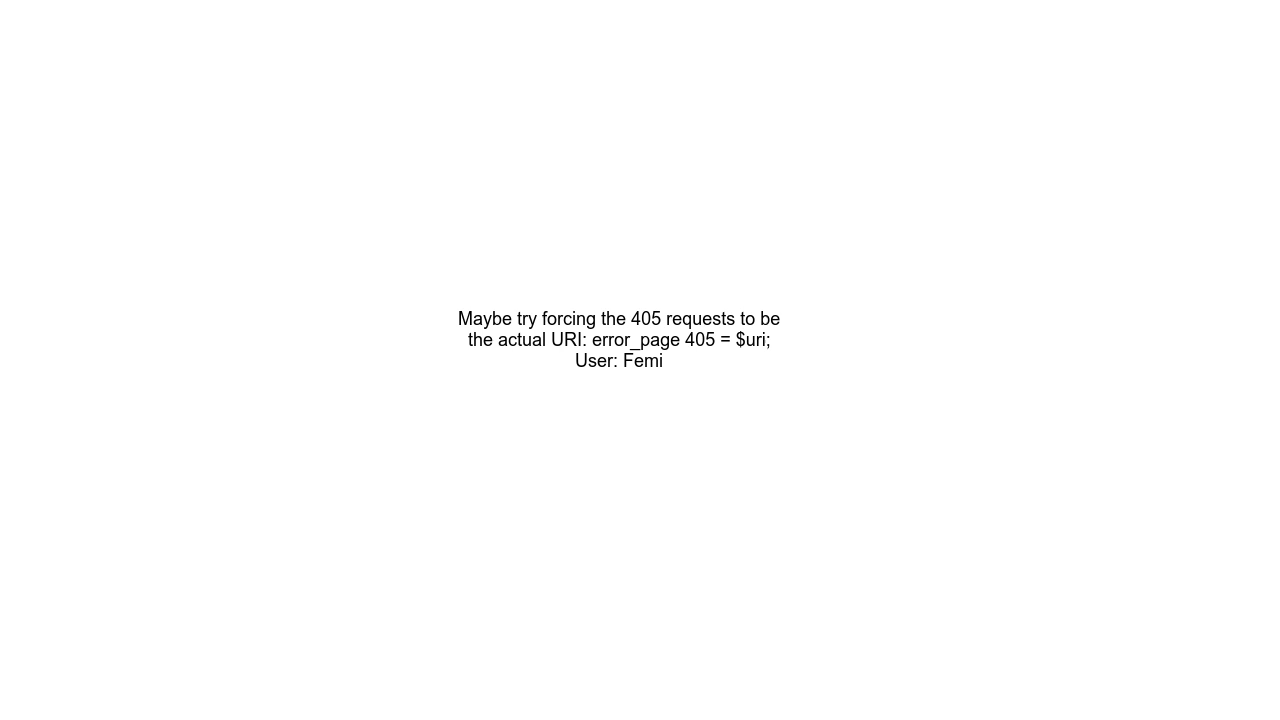 Maybe try forcing the 405 requests to be
the actual URI: error_page 405 = $uri;
User: Femi